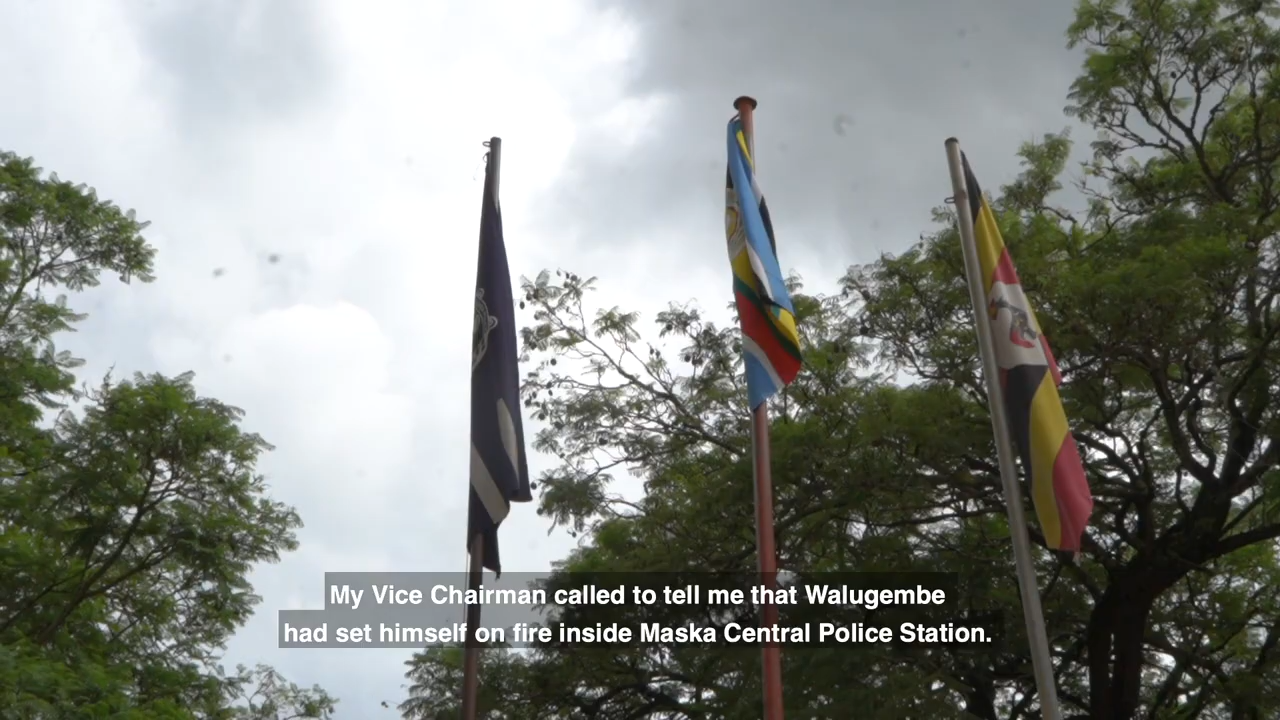 My Vice Chairman called to tell me that Walugembe
had set himself on fire inside Maska Central Police Station.